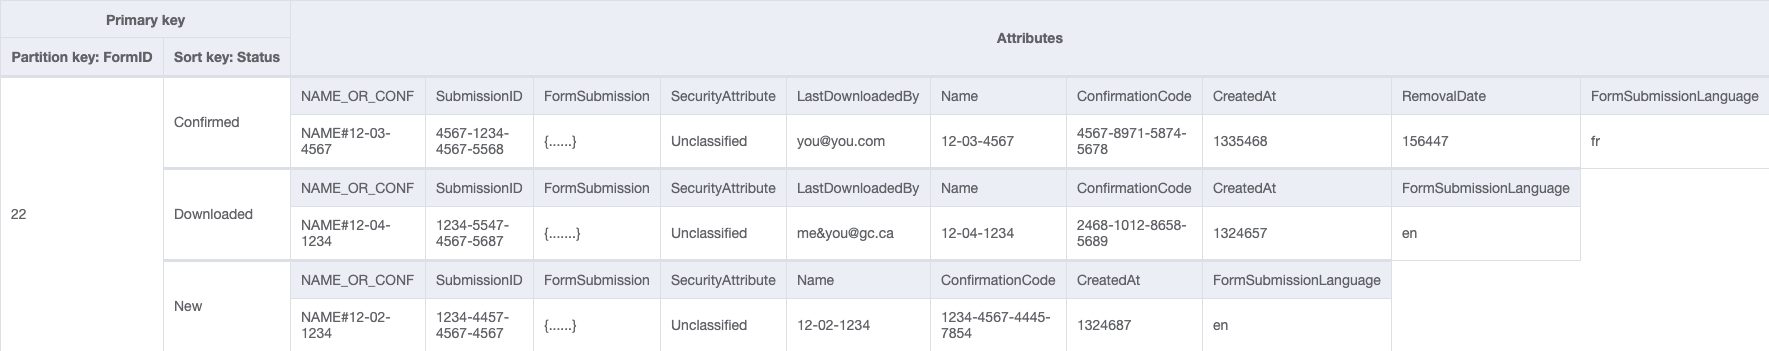 Primary key
Attributes
Partition key: FormID Sort key: Status
NAME_OR_CONF SubmissionID FormSubmission SecurityAttribute LastDownloadedBy Name ConfirmationCode CreatedAt RemovalDate FormSubmissionLanguage
Confirmed
NAME#12-03-
4567
4567-1234-
4567-5568
{......}
Unclassified
you@you.com
12-03-4567
4567-8971-5874-
5678
1335468
156447
fr
22
NAME_OR_CONF SubmissionID FormSubmission SecurityAttribute LastDownloadedBy Name ConfirmationCode CreatedAt FormSubmissionLanguage
Downloaded
NAME#12-04-
1234
1234-5547-
4567-5687
{.......}
Unclassified
me&you@gc.ca
12-04-1234
2468-1012-8658-
5689
1324657
en
NAME_OR_CONF SubmissionID FormSubmission SecurityAttribute Name ConfirmationCode CreatedAt FormSubmissionLanguage
New
NAME#12-02-
1234
1234-4457-
4567-4567
{......}
Unclassified
12-02-1234
1234-4567-4445-
7854
1324687
en